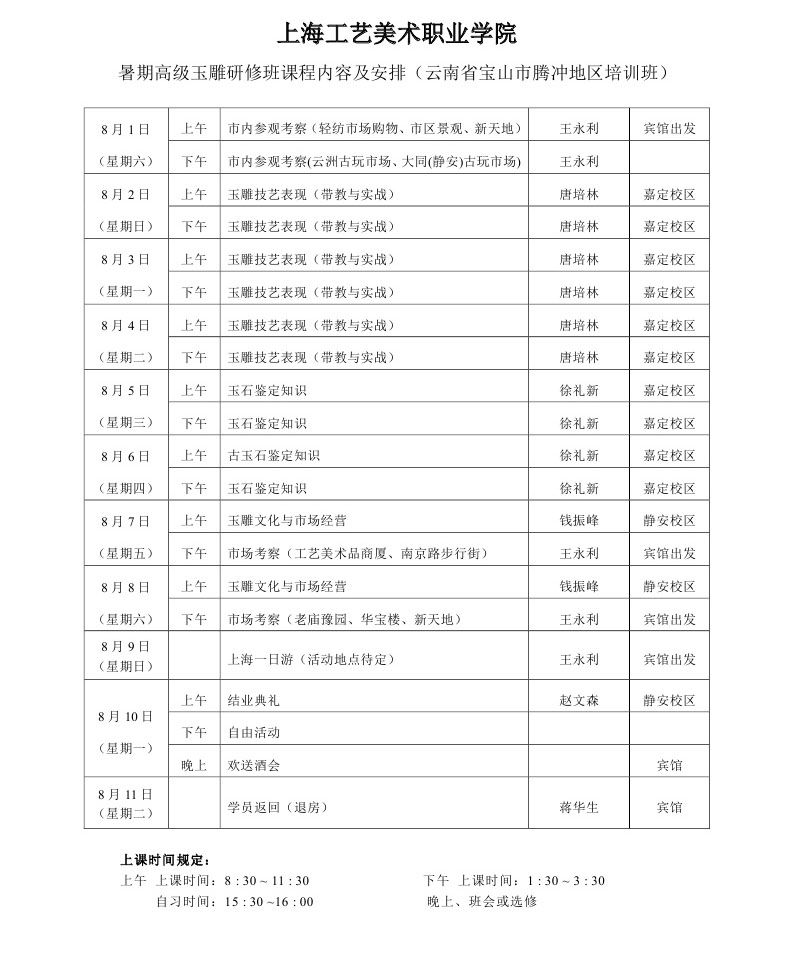 上海工艺美术职业学院
暑期高级玉雕研修班课程内容及安排（云南省宝山市腾冲地区培训班）
8月1日 上午 市内参观考察（轻纺市场购物、市区景观、新天地） 王永利 宾馆出发
（星期六） 下午 市内参观考察(云洲古玩市场、大同(静安)古玩市场) 王永利
8月2日 上午 玉雕技艺表现（带教与实战） 唐培林 嘉定校区
（星期日） 下午 玉雕技艺表现（带教与实战） 唐培林 嘉定校区
8月3日 上午 玉雕技艺表现（带教与实战） 唐培林 嘉定校区
（星期一） 下午 玉雕技艺表现（带教与实战） 唐培林 嘉定校区
8月4日 上午 玉雕技艺表现（带教与实战） 唐培林 嘉定校区
（星期二） 下午 玉雕技艺表现（带教与实战） 唐培林 嘉定校区
8月5日 上午 玉石鉴定知识 徐礼新 嘉定校区
（星期三） 下午 玉石鉴定知识 徐礼新 嘉定校区
8月6日 上午 古玉石鉴定知识 徐礼新 嘉定校区
（星期四） 下午 玉石鉴定知识 徐礼新 嘉定校区
8月7日 上午 玉雕文化与市场经营 钱振峰 静安校区
（星期五） 下午 市场考察（工艺美术品商厦、南京路步行街） 王永利 宾馆出发
8月8日 上午 玉雕文化与市场经营 钱振峰 静安校区
（星期六） 下午 市场考察（老庙豫园、华宝楼、新天地） 王永利 宾馆出发
8月9日
（星期日） 上海一日游（活动地点待定） 王永利 宾馆出发
8月10日
（星期一） 上午 结业典礼 赵文森 静安校区
下午 自由活动
晚上 欢送酒会 宾馆
8月11日
（星期二） 学员返回（退房） 蒋华生 宾馆
上课时间规定：
上午 上课时间：8 : 30 ~ 11 : 30 下午 上课时间：1 : 30 ~ 3 : 30
自习时间：15 : 30 ~16 : 00 晚上、班会或选修